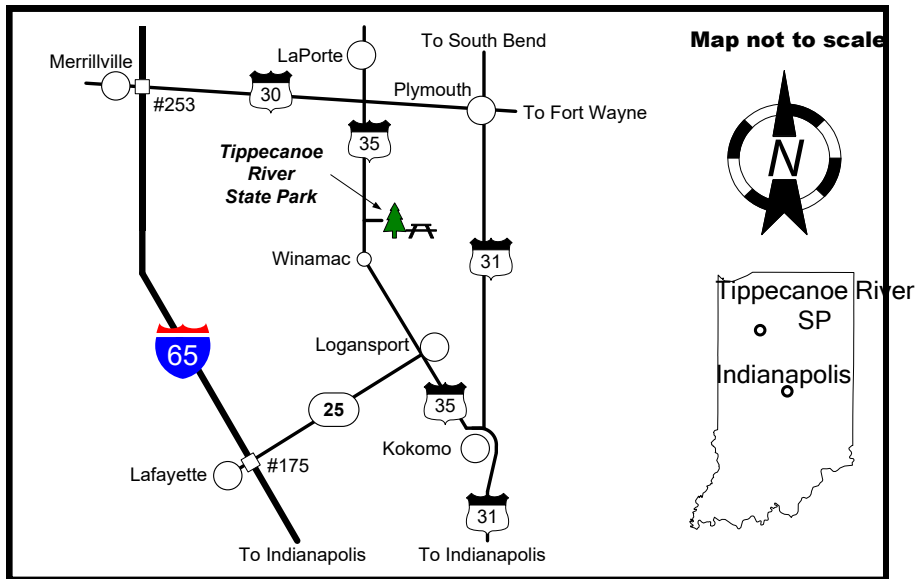 To South Bend
Map not to scale
LaPorte
Merrillville
Plymouth
30
#253
To Fort Wayne
35
Tippecanoe
River
State Park
N
Winamac
31
Tippecanoe River
SP
Logansport
65
Indianapolis
35
25
Kokomo
#175
Lafayette
31
To Indianapolis
To Indianapolis